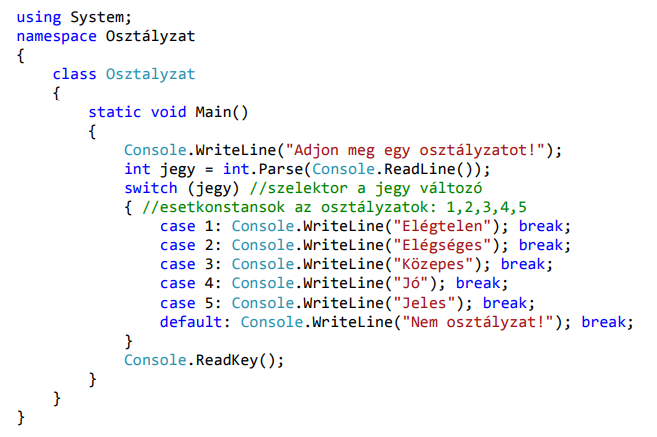 using System;
namespace Osztályzat
{
    class Osztalyzat
    {
        static void Main()
        {
            Console.WriteLine("Adjon meg egy osztályzatot!");
            int jegy = int.Parse(Console.ReadLine());
            switch (jegy) //szelektor a jegy változó
            { //esetkonstansok az osztályzatok: 1,2,3,4,5
                case 1: Console.WriteLine("Elégtelen"); break;
                case 2: Console.WriteLine("Elégséges"); break;
                case 3: Console.WriteLine("Közepes"); break;
                case 4: Console.WriteLine("Jó"); break;
                case 5: Console.WriteLine("Jeles"); break;
                default: Console.WriteLine("Nem osztályzat!"); break;
            }
            Console.ReadKey();
        }
    }
}